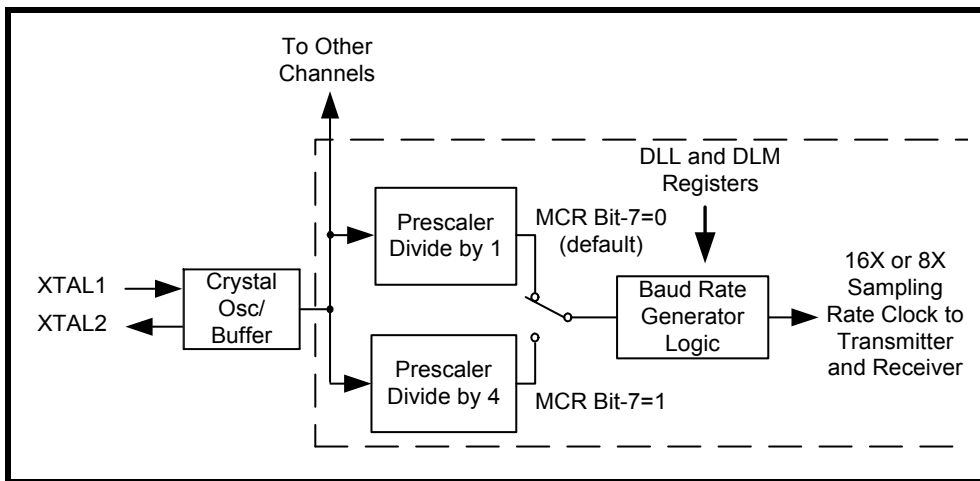 To Other
Channels
DLL and DLM
Registers
Prescaler
Divide by 1
MCR Bit-7=0
(default)
16X or 8X
Sampling
Rate Clock to
Transmitter
and Receiver
XTAL1
XTAL2
Crystal
Osc/
Buffer
Baud Rate
Generator
Logic
Prescaler
Divide by 4
MCR Bit-7=1